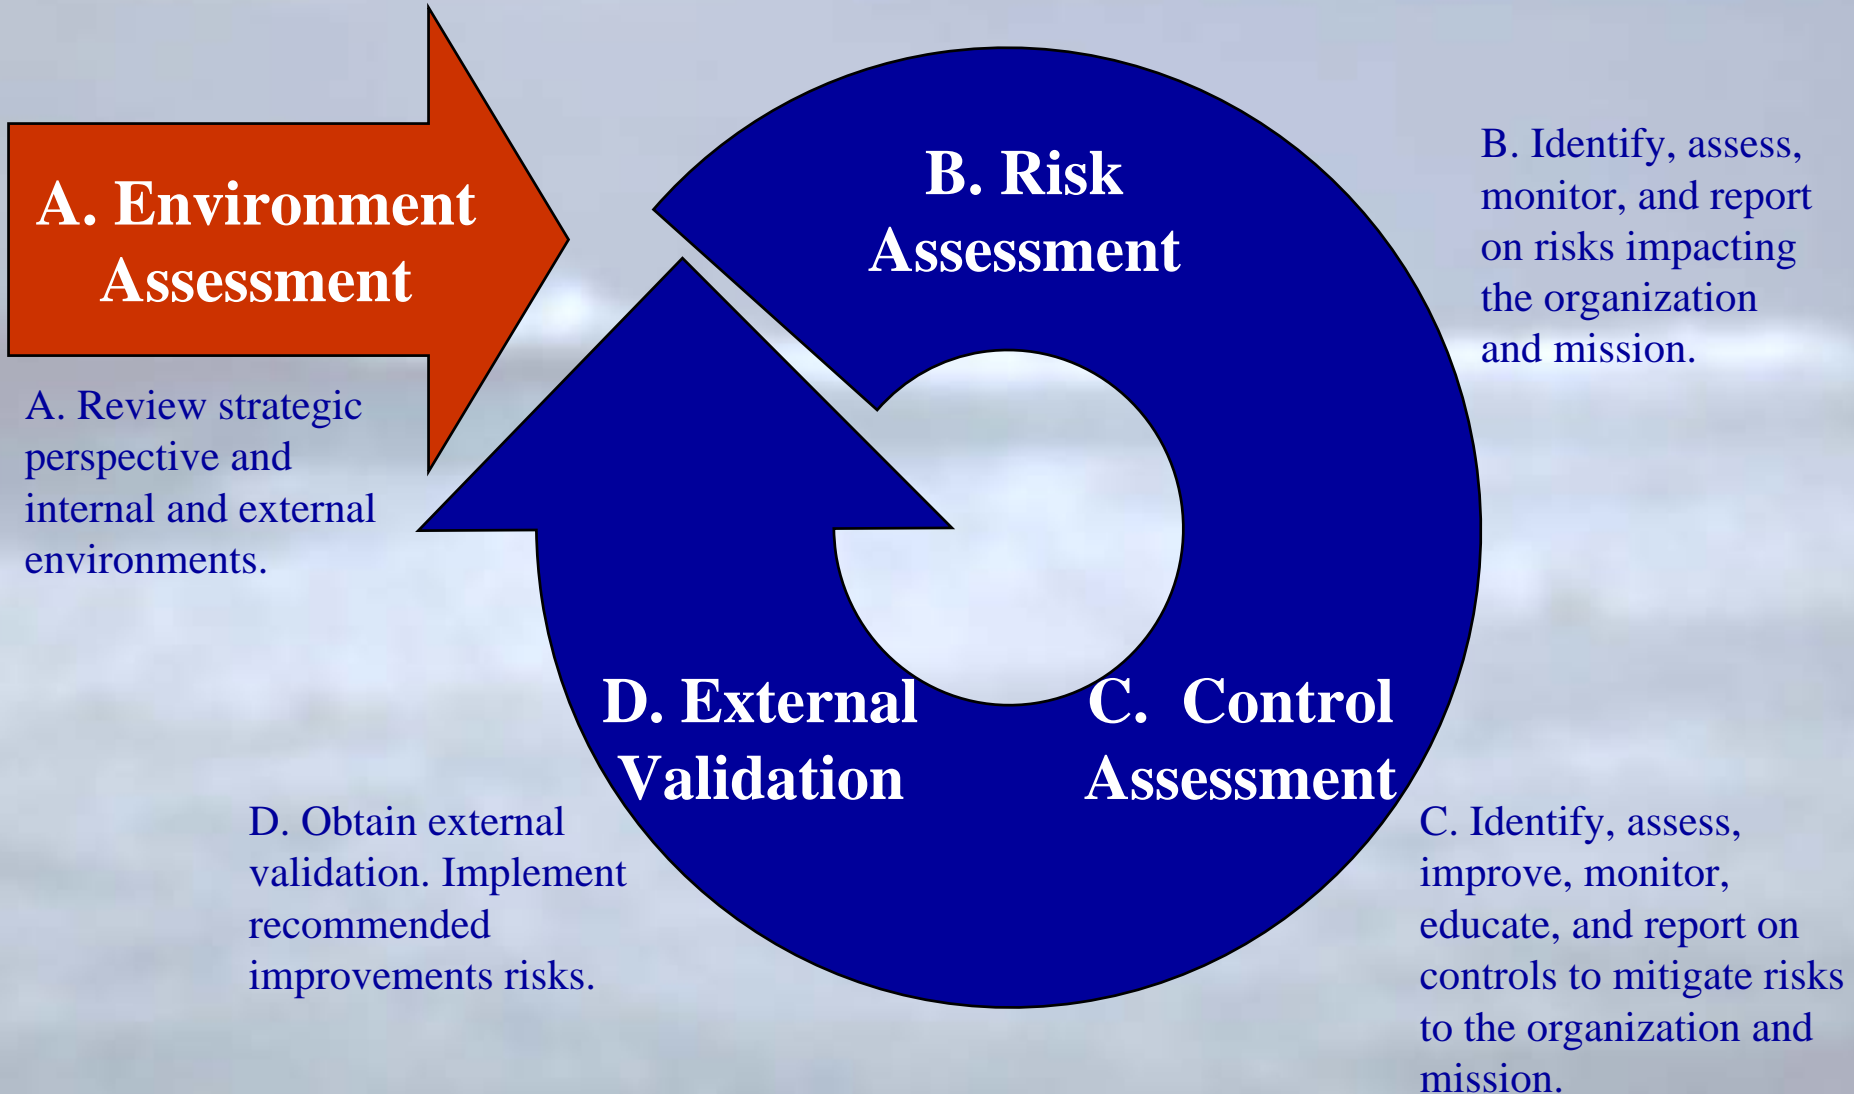 A. Environment
Assessment
A. Review strategic
perspective and
internal and external
environments.
B. Risk
Assessment
B. Identify, assess,
monitor, and report
on risks impacting
the organization
and mission.
C.  Control
Assessment
C. Identify, assess,
improve, monitor,
educate, and report on
controls to mitigate risks
to the organization and
mission.
D. External
Validation
D. Obtain external
validation. Implement
recommended
improvements risks.